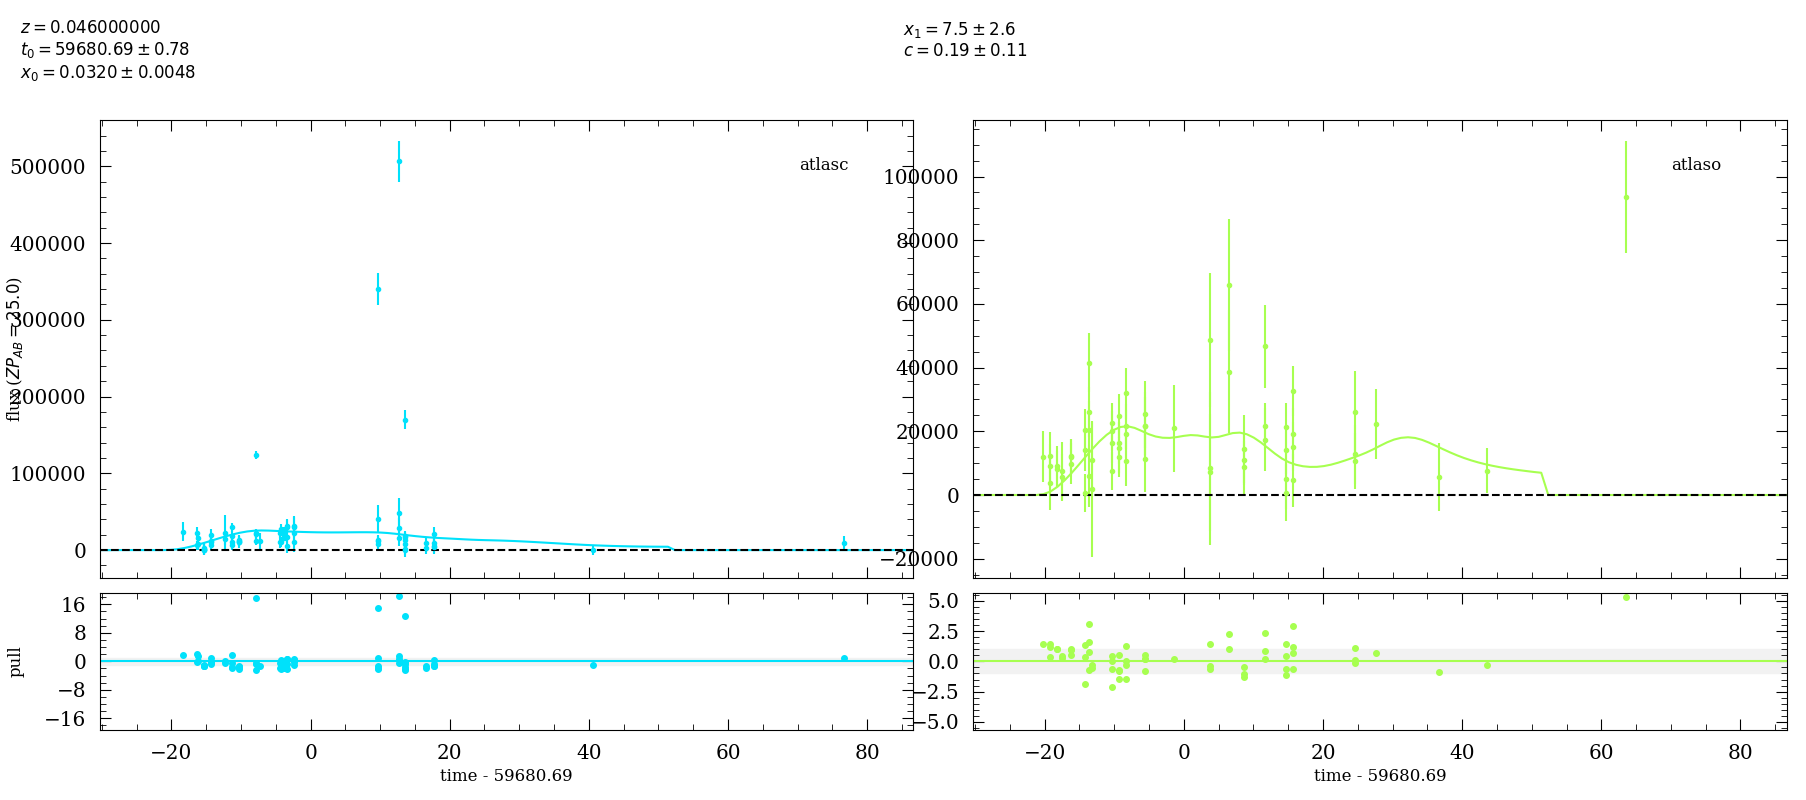 z = 0.046000000
t₀ = 59680.69 ± 0.78
x₀ = 0.0320 ± 0.0048
x₁ = 7.5 ± 2.6
c = 0.19 ± 0.11
atlasc
500000
400000
300000
200000
100000
0
flux (ZP_AB = 25.0)
atlaso
100000
80000
60000
40000
20000
0
−20000
16
8
0
−8
−16
pull
−20 0 20 40 60 80
time - 59680.69
5.0
2.5
0.0
−2.5
−5.0
−20 0 20 40 60 80
time - 59680.69